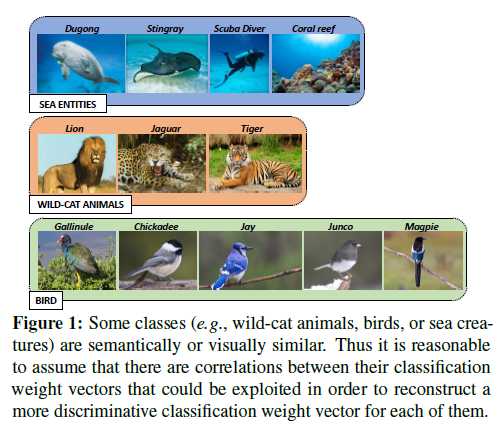 Dugong Stingray Scuba Diver Coral reef
SEA ENTITIES
Lion Jaguar Tiger
WILD-CAT ANIMALS
Gallinule Chickadee Jay Junco Magpie
BIRD
Figure 1: Some classes (e.g., wild-cat animals, birds, or sea crea-
tures) are semantically or visually similar. Thus it is reasonable
to assume that there are correlations between their classification
weight vectors that could be exploited in order to reconstruct a
more discriminative classification weight vector for each of them.